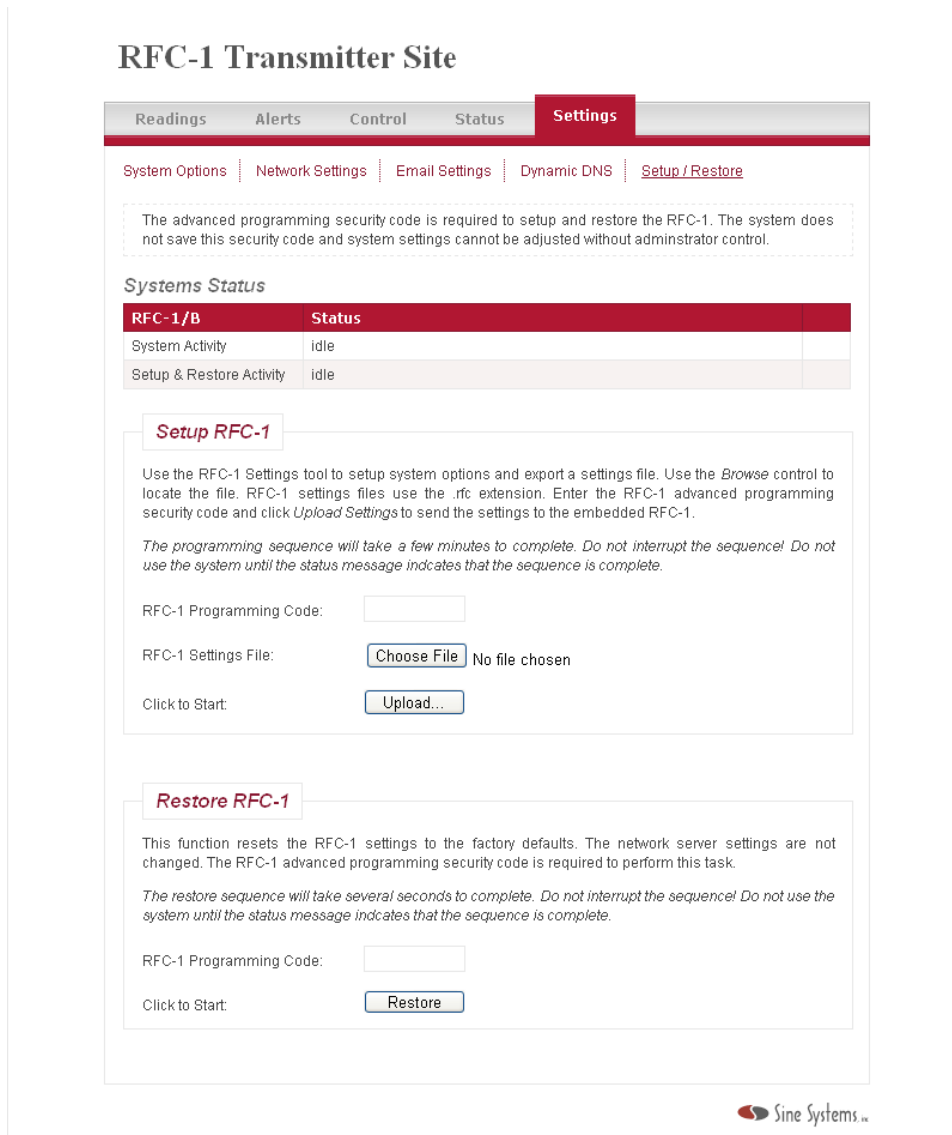 RFC-1 Transmitter Site
Readings Alerts Control Status Settings
System Options Network Settings Email Settings Dynamic DNS Setup / Restore
The advanced programming security code is required to setup and restore the RFC-1. The system does
not save this security code and system settings cannot be adjusted without adminstrator control.
Systems Status
RFC-1/B Status
System Activity idle
Setup & Restore Activity idle
Setup RFC-1
Use the RFC-1 Settings tool to setup system options and export a settings file. Use the Browse control to
locate the file. RFC-1 settings files use the .rfc extension. Enter the RFC-1 advanced programming
security code and click Upload Settings to send the settings to the embedded RFC-1.
The programming sequence will take a few minutes to complete. Do not interrupt the sequence! Do not
use the system until the status message indcates that the sequence is complete.
RFC-1 Programming Code:
RFC-1 Settings File: Choose File No file chosen
Click to Start: Upload...
Restore RFC-1
This function resets the RFC-1 settings to the factory defaults. The network server settings are not
changed. The RFC-1 advanced programming security code is required to perform this task.
The restore sequence will take several seconds to complete. Do not interrupt the sequence! Do not use the
system until the status message indcates that the sequence is complete.
RFC-1 Programming Code:
Click to Start: Restore
Sine Systems